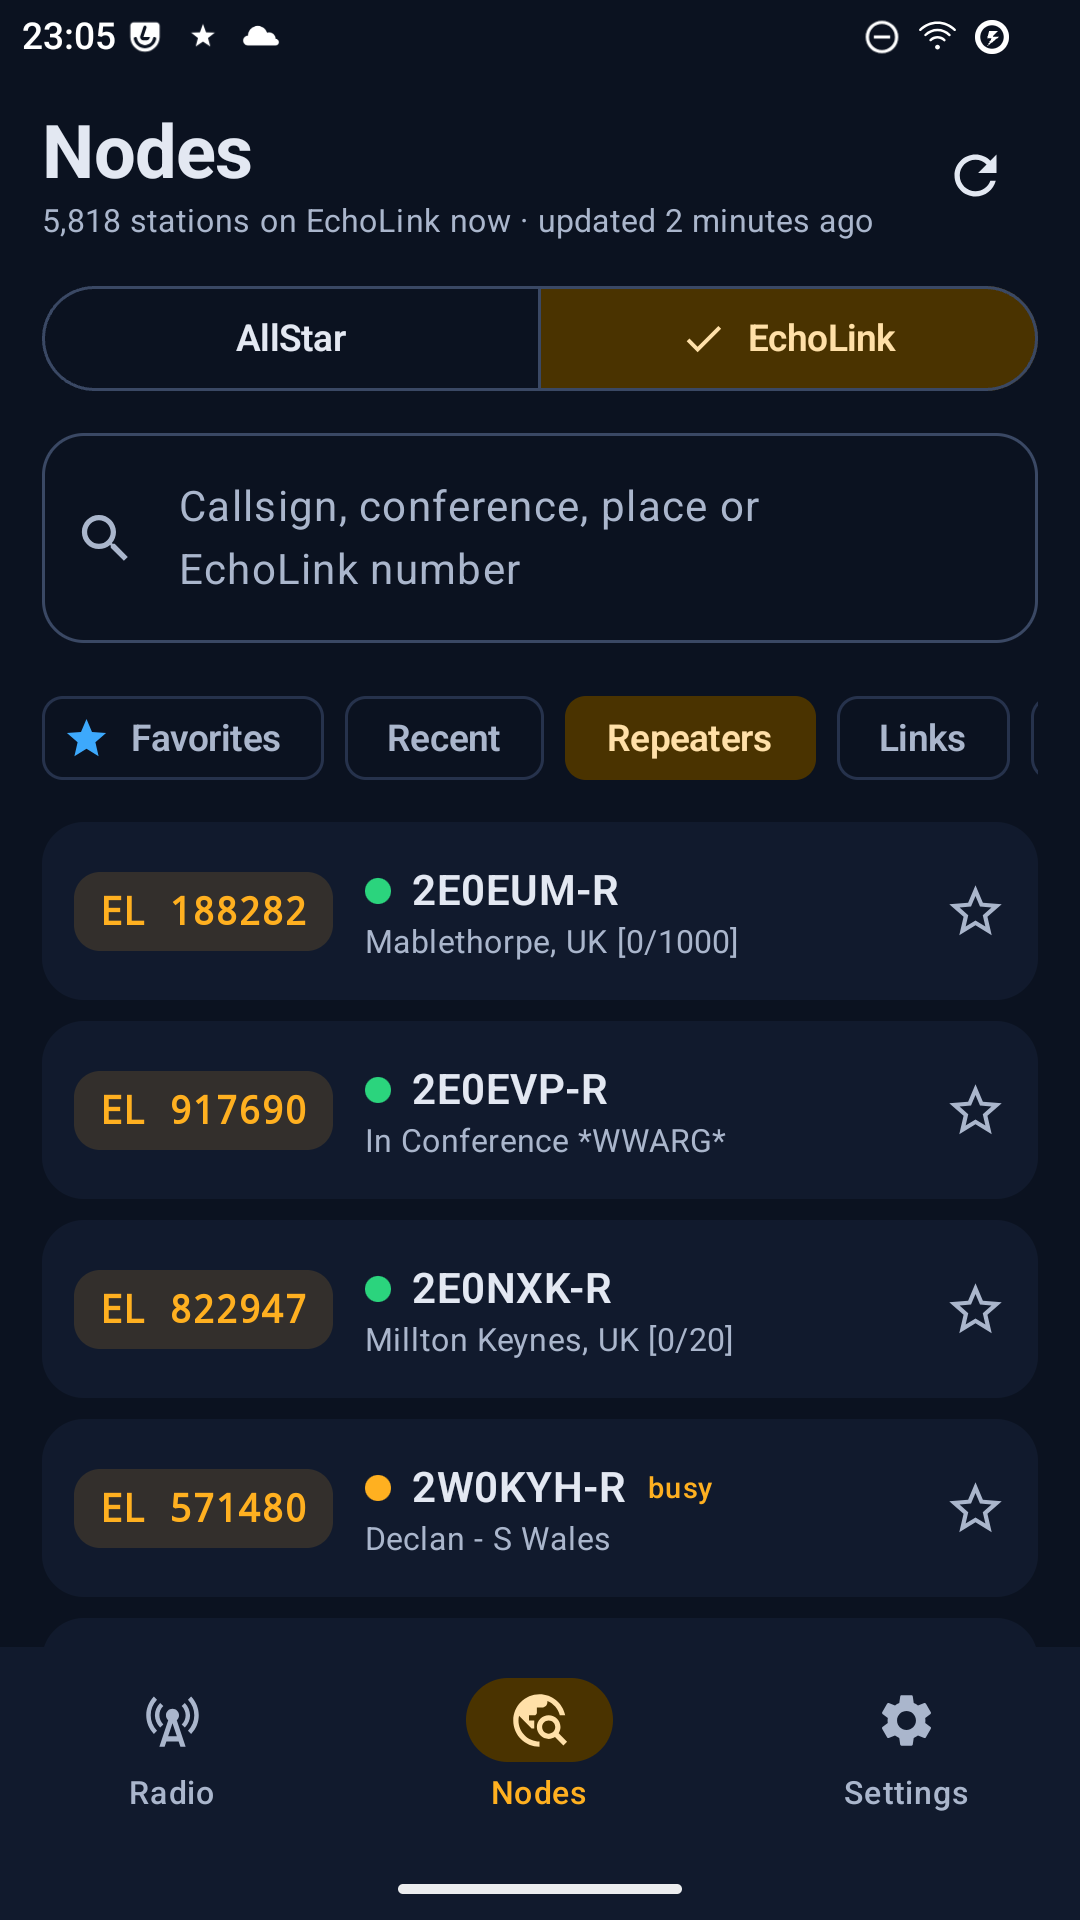 23:05
Nodes
5,818 stations on EchoLink now · updated 2 minutes ago
AllStar
EchoLink
Callsign, conference, place or
EchoLink number
Favorites
Recent
Repeaters
Links
EL 188282
2E0EUM-R
Mablethorpe, UK [0/1000]
EL 917690
2E0EVP-R
In Conference *WWARG*
EL 822947
2E0NXK-R
Millton Keynes, UK [0/20]
EL 571480
2W0KYH-R busy
Declan - S Wales
Radio
Nodes
Settings